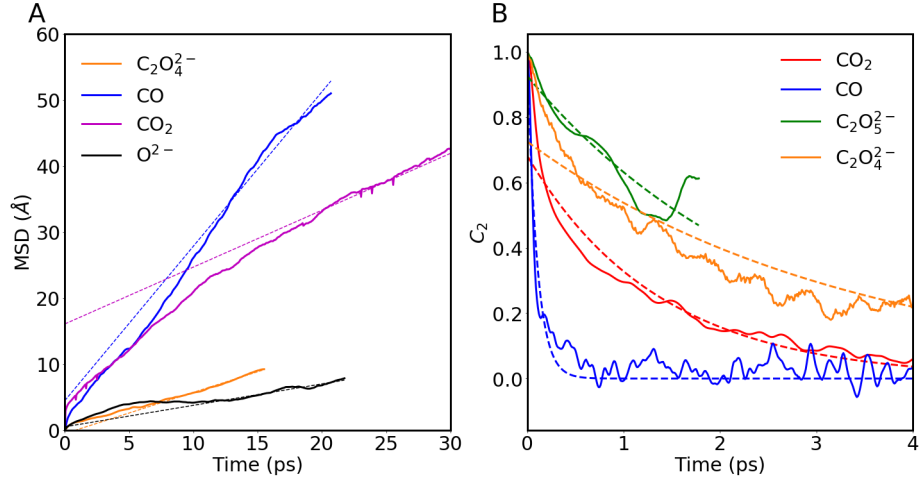 A
60
50
40
30
20
10
0
MSD (Å)
C₂O₄²⁻
CO
CO₂
O²⁻
0 5 10 15 20 25 30
Time (ps)
B
1.0
0.8
0.6
0.4
0.2
0.0
C₂
CO₂
CO
C₂O₅²⁻
C₂O₄²⁻
0 1 2 3 4
Time (ps)